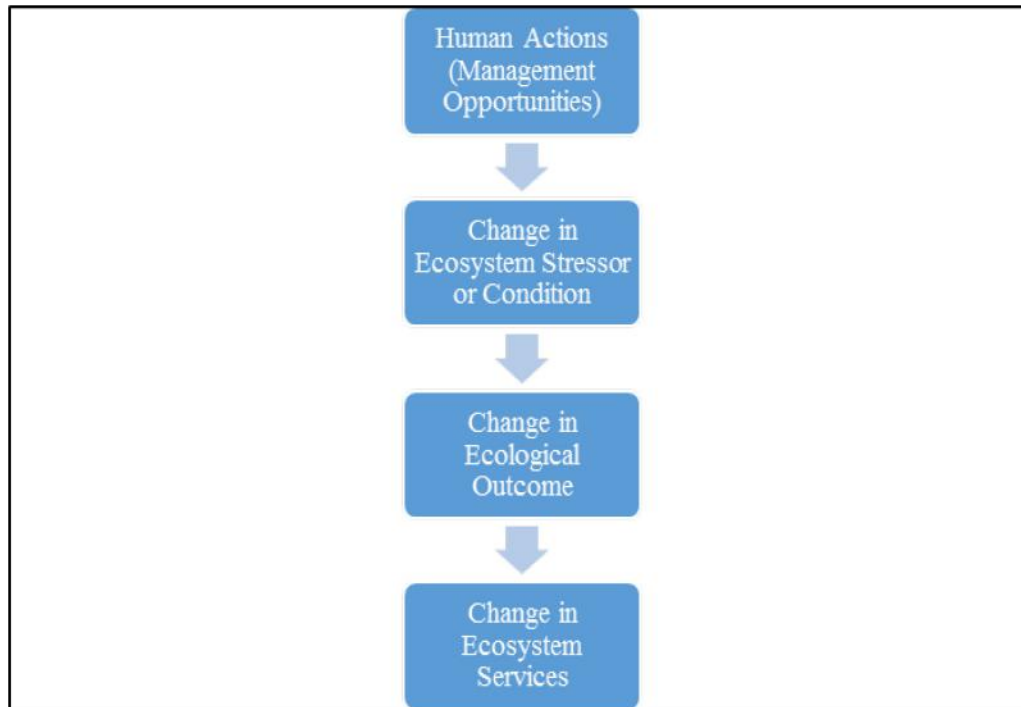 Human Actions
(Management
Opportunities)
Change in
Ecosystem Stressor
or Condition
Change in
Ecological
Outcome
Change in
Ecosystem
Services